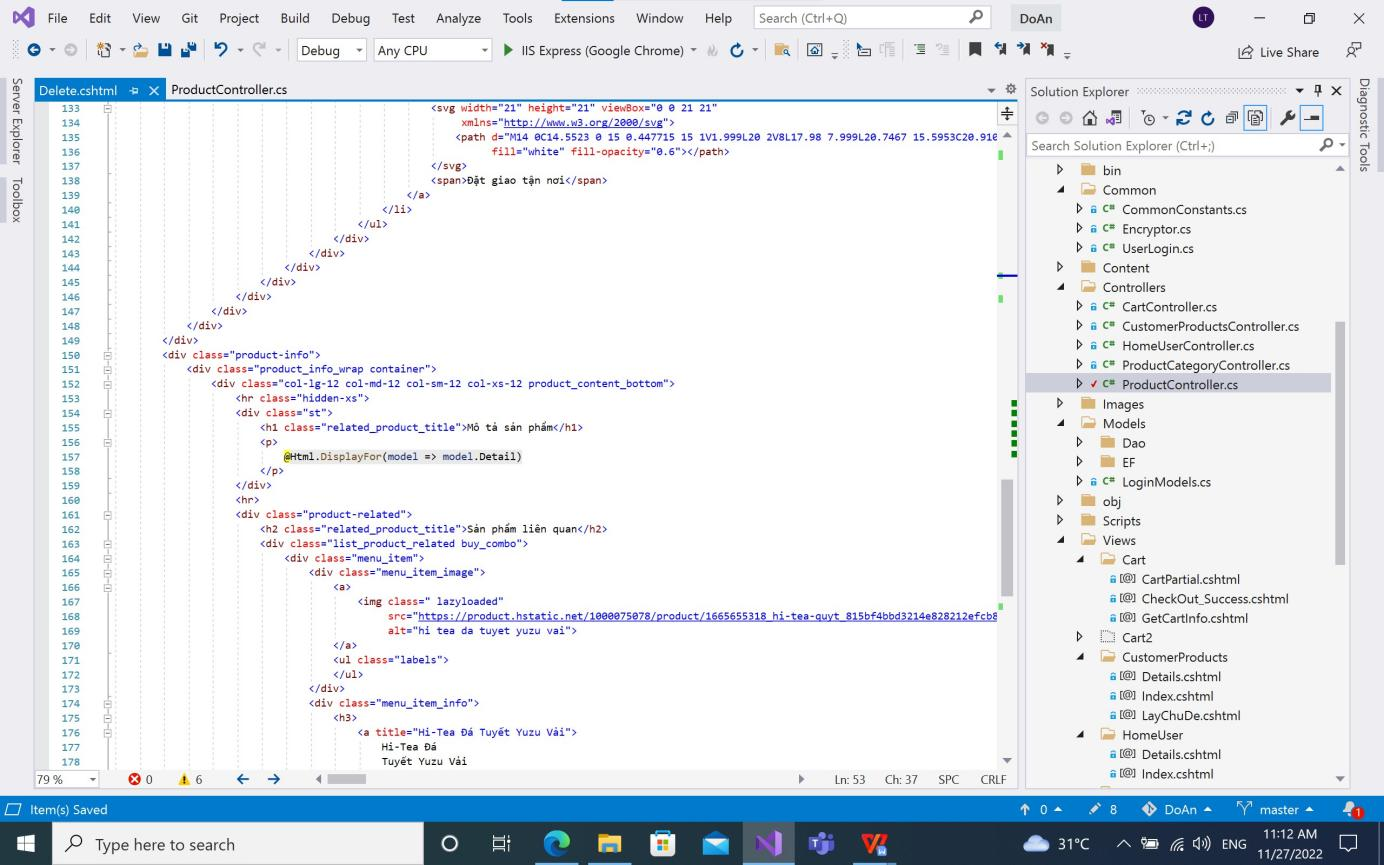 File Edit View Git Project Build Debug Test Analyze Tools Extensions Window Help Search (Ctrl+Q) DoAn LT
Debug Any CPU IIS Express (Google Chrome) Live Share
Server Explorer
Toolbox
Delete.cshtml ProductController.cs
133 <svg width="21" height="21" viewBox="0 0 21 21"
134 xmlns="http://www.w3.org/2000/svg">
135 <path d="M14 0C14.5523 0 15 0.447715 15 1V1.999L20 2V8L17.98 7.999L20.7467 15.5953C20.910
136 fill="white" fill-opacity="0.6"></path>
137 </svg>
138 <span>Đặt giao tận nơi</span>
139 </a>
140 </li>
141 </ul>
142 </div>
143 </div>
144 </div>
145 </div>
146 </div>
147 </div>
148 </div>
149 </div>
150 <div class="product-info">
151 <div class="product_info_wrap container">
152 <div class="col-lg-12 col-md-12 col-sm-12 col-xs-12 product_content_bottom">
153 <hr class="hidden-xs">
154 <div class="st">
155 <h1 class="related_product_title">Mô tả sản phẩm</h1>
156 <p>
157 @Html.DisplayFor(model => model.Detail)
158 </p>
159 </div>
160 <hr>
161 <div class="product-related">
162 <h2 class="related_product_title">Sản phẩm liên quan</h2>
163 <div class="list_product_related buy_combo">
164 <div class="menu_item">
165 <div class="menu_item_image">
166 <a>
167 <img class=" lazyloaded"
168 src="https://product.hstatic.net/1000075078/product/1665655318_hi-tea-quyt_815bf4bbd3214e828212efcb8
169 alt="hi tea da tuyet yuzu vai">
170 </a>
171 <ul class="labels">
172 </ul>
173 </div>
174 <div class="menu_item_info">
175 <h3>
176 <a title="Hi-Tea Đá Tuyết Yuzu Vải">
177 Hi-Tea Đá
178 Tuyết Yuzu Vải
79 % 0 6 Ln: 53 Ch: 37 SPC CRLF
Solution Explorer
Search Solution Explorer (Ctrl+;)
bin
Common
C# CommonConstants.cs
C# Encryptor.cs
C# UserLogin.cs
Content
Controllers
C# CartController.cs
C# CustomerProductsController.cs
C# HomeUserController.cs
C# ProductCategoryController.cs
C# ProductController.cs
Images
Models
Dao
EF
C# LoginModels.cs
obj
Scripts
Views
Cart
[@] CartPartial.cshtml
[@] CheckOut_Success.cshtml
[@] GetCartInfo.cshtml
Cart2
CustomerProducts
[@] Details.cshtml
[@] Index.cshtml
[@] LayChuDe.cshtml
HomeUser
[@] Details.cshtml
[@] Index.cshtml
Diagnostic Tools
Item(s) Saved 0 8 DoAn master 1
Type here to search 31°C ENG 11:12 AM
11/27/2022